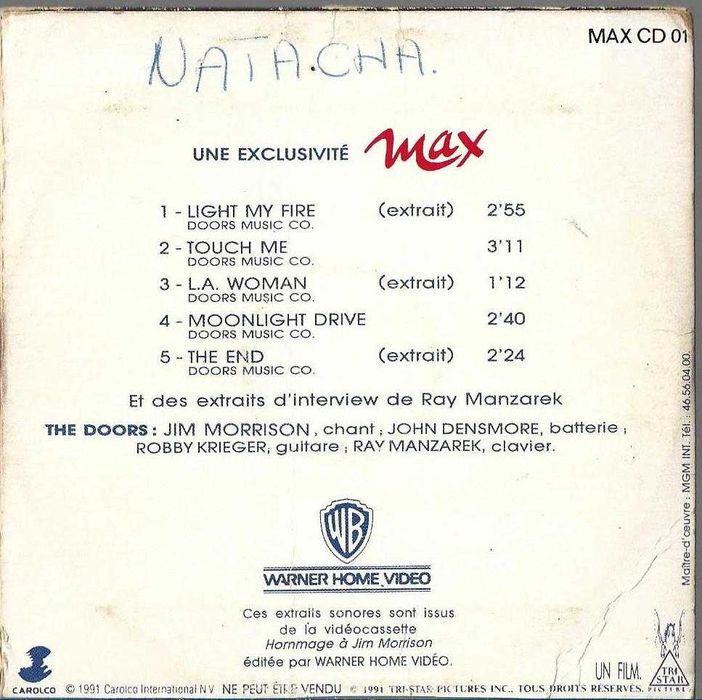 MAX CD 01
NATACHA.
UNE EXCLUSIVITÉ max
1 - LIGHT MY FIRE (extrait) 2'55
DOORS MUSIC CO.
2 - TOUCH ME 3'11
DOORS MUSIC CO.
3 - L.A. WOMAN (extrait) 1'12
DOORS MUSIC CO.
4 - MOONLIGHT DRIVE 2'40
DOORS MUSIC CO.
5 - THE END (extrait) 2'24
DOORS MUSIC CO.
Et des extraits d'interview de Ray Manzarek
THE DOORS : JIM MORRISON, chant ; JOHN DENSMORE, batterie ;
ROBBY KRIEGER, guitare ; RAY MANZAREK, clavier.
WB
WARNER HOME VIDEO
Ces extraits sonores sont issus
de la vidéocassette
Hommage à Jim Morrison
éditée par WARNER HOME VIDÉO.
Maître-d'œuvre : MGM INT. Tél. : 46.56.04.00.
CAROLCO © 1991 Carolco International N V NE PEUT ÊTRE VENDU © 1991 TRI-STAR PICTURES INC. TOUS DROITS RESERVÉS.
UN FILM.
TRI
STAR